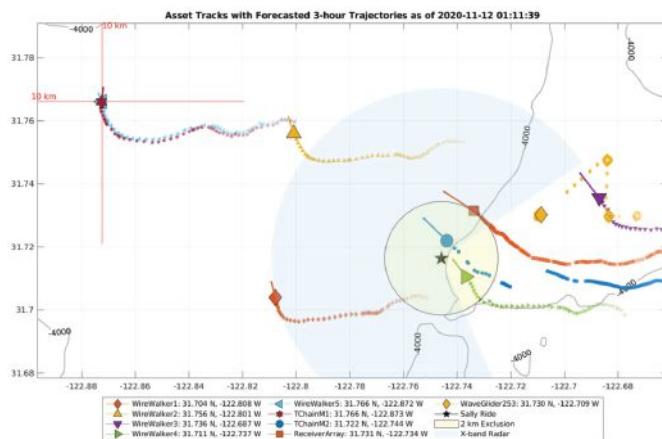 Asset Tracks with Forecasted 3-hour Trajectories as of 2020-11-12 01:11:39
-4000
10 km
-4000
31.78
10 km
31.76
-4000
31.74
31.72
-4000
31.7
-4000
-4000
31.68
-122.88
-122.86
-122.84
-122.82
-122.8
-122.78
-122.76
-122.74
-122.72
-122.7
-122.68
WireWalker1: 31.704 N, -122.808 W
WireWalker2: 31.756 N, -122.801 W
WireWalker3: 31.736 N, -122.687 W
WireWalker4: 31.711 N, -122.737 W
WireWalker5: 31.766 N, -122.872 W
TChainM1: 31.766 N, -122.873 W
TChainM2: 31.722 N, -122.744 W
ReceiverArray: 31.731 N, -122.734 W
WaveGlider253: 31.730 N, -122.709 W
Sally Ride
2 km Exclusion
X-band Radar